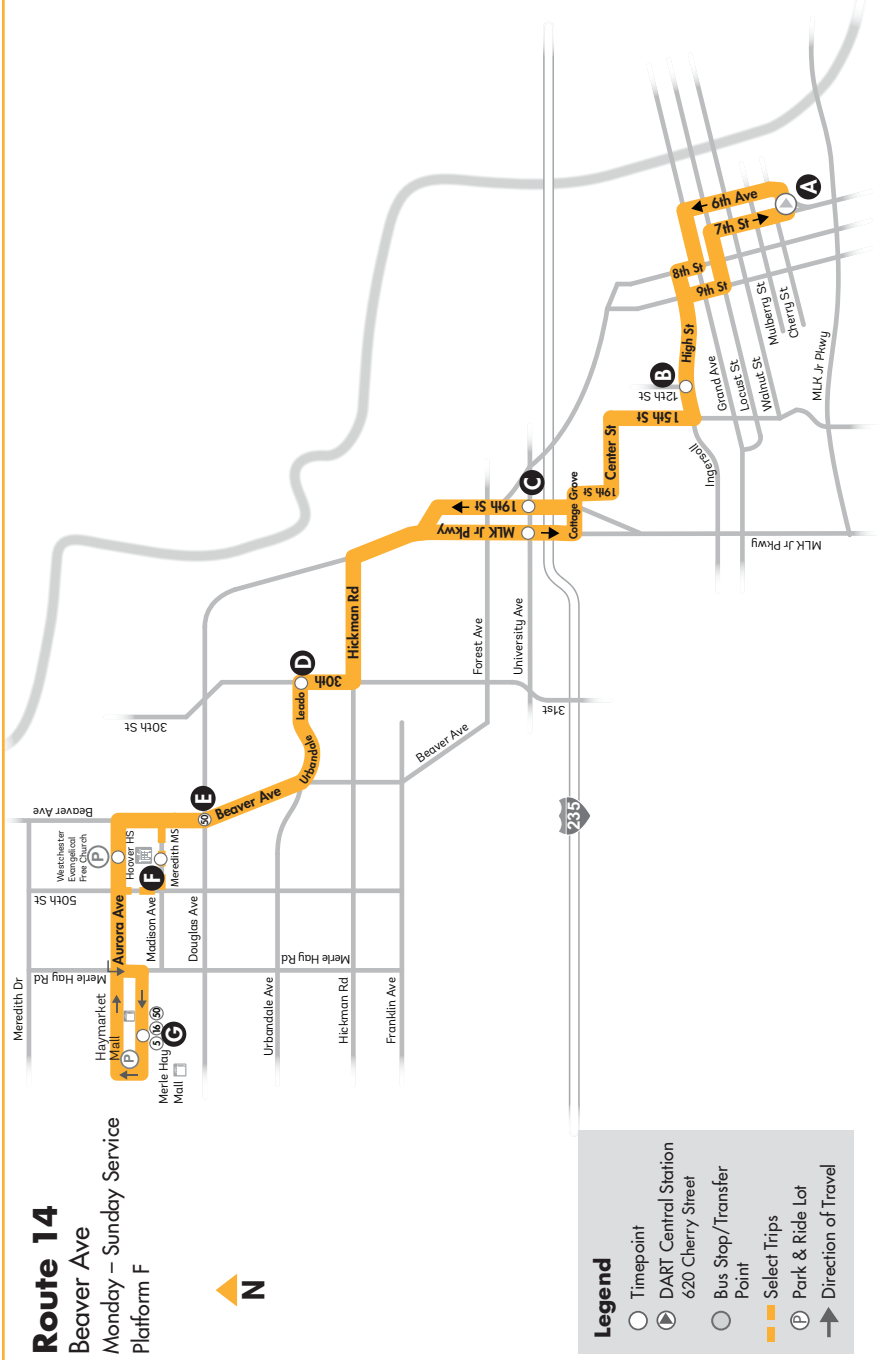 Route 14
Beaver Ave
Monday – Sunday Service
Platform F
N
Legend
Timepoint
DART Central Station
620 Cherry Street
Bus Stop/Transfer
Point
Select Trips
P
Park & Ride Lot
Direction of Travel
Meredith Dr
Haymarket
Mall
P
Merle Hay
Mall
5
16
50
G
Merle Hay Rd
Aurora Ave
50th St
Westchester
Evangelical
Free Church
P
Hoover HS
F
Meredith MS
Madison Ave
Beaver Ave
Douglas Ave
50
E
Beaver Ave
Urbandale Ave
Merle Hay Rd
Hickman Rd
Franklin Ave
Urbandale
Leado
D
30th St
30th
Hickman Rd
Beaver Ave
Forest Ave
University Ave
31st
235
MLK Jr Pkwy
19th St
C
Cottage Grove
19th St
Center St
15th St
MLK Jr Pkwy
Ingersoll
12th St
B
High St
8th St
9th St
7th St
6th Ave
A
Grand Ave
Locust St
Walnut St
Mulberry St
Cherry St
MLK Jr Pkwy